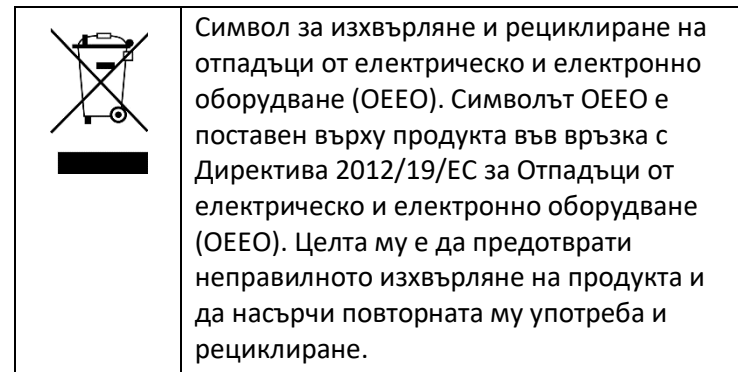 Символ за изхвърляне и рециклиране на
отпадъци от електрическо и електронно
оборудване (ОЕЕО). Символът ОЕЕО е
поставен върху продукта във връзка с
Директива 2012/19/ЕС за Отпадъци от
електрическо и електронно оборудване
(ОЕЕО). Целта му е да предотврати
неправилното изхвърляне на продукта и
да насърчи повторната му употреба и
рециклиране.